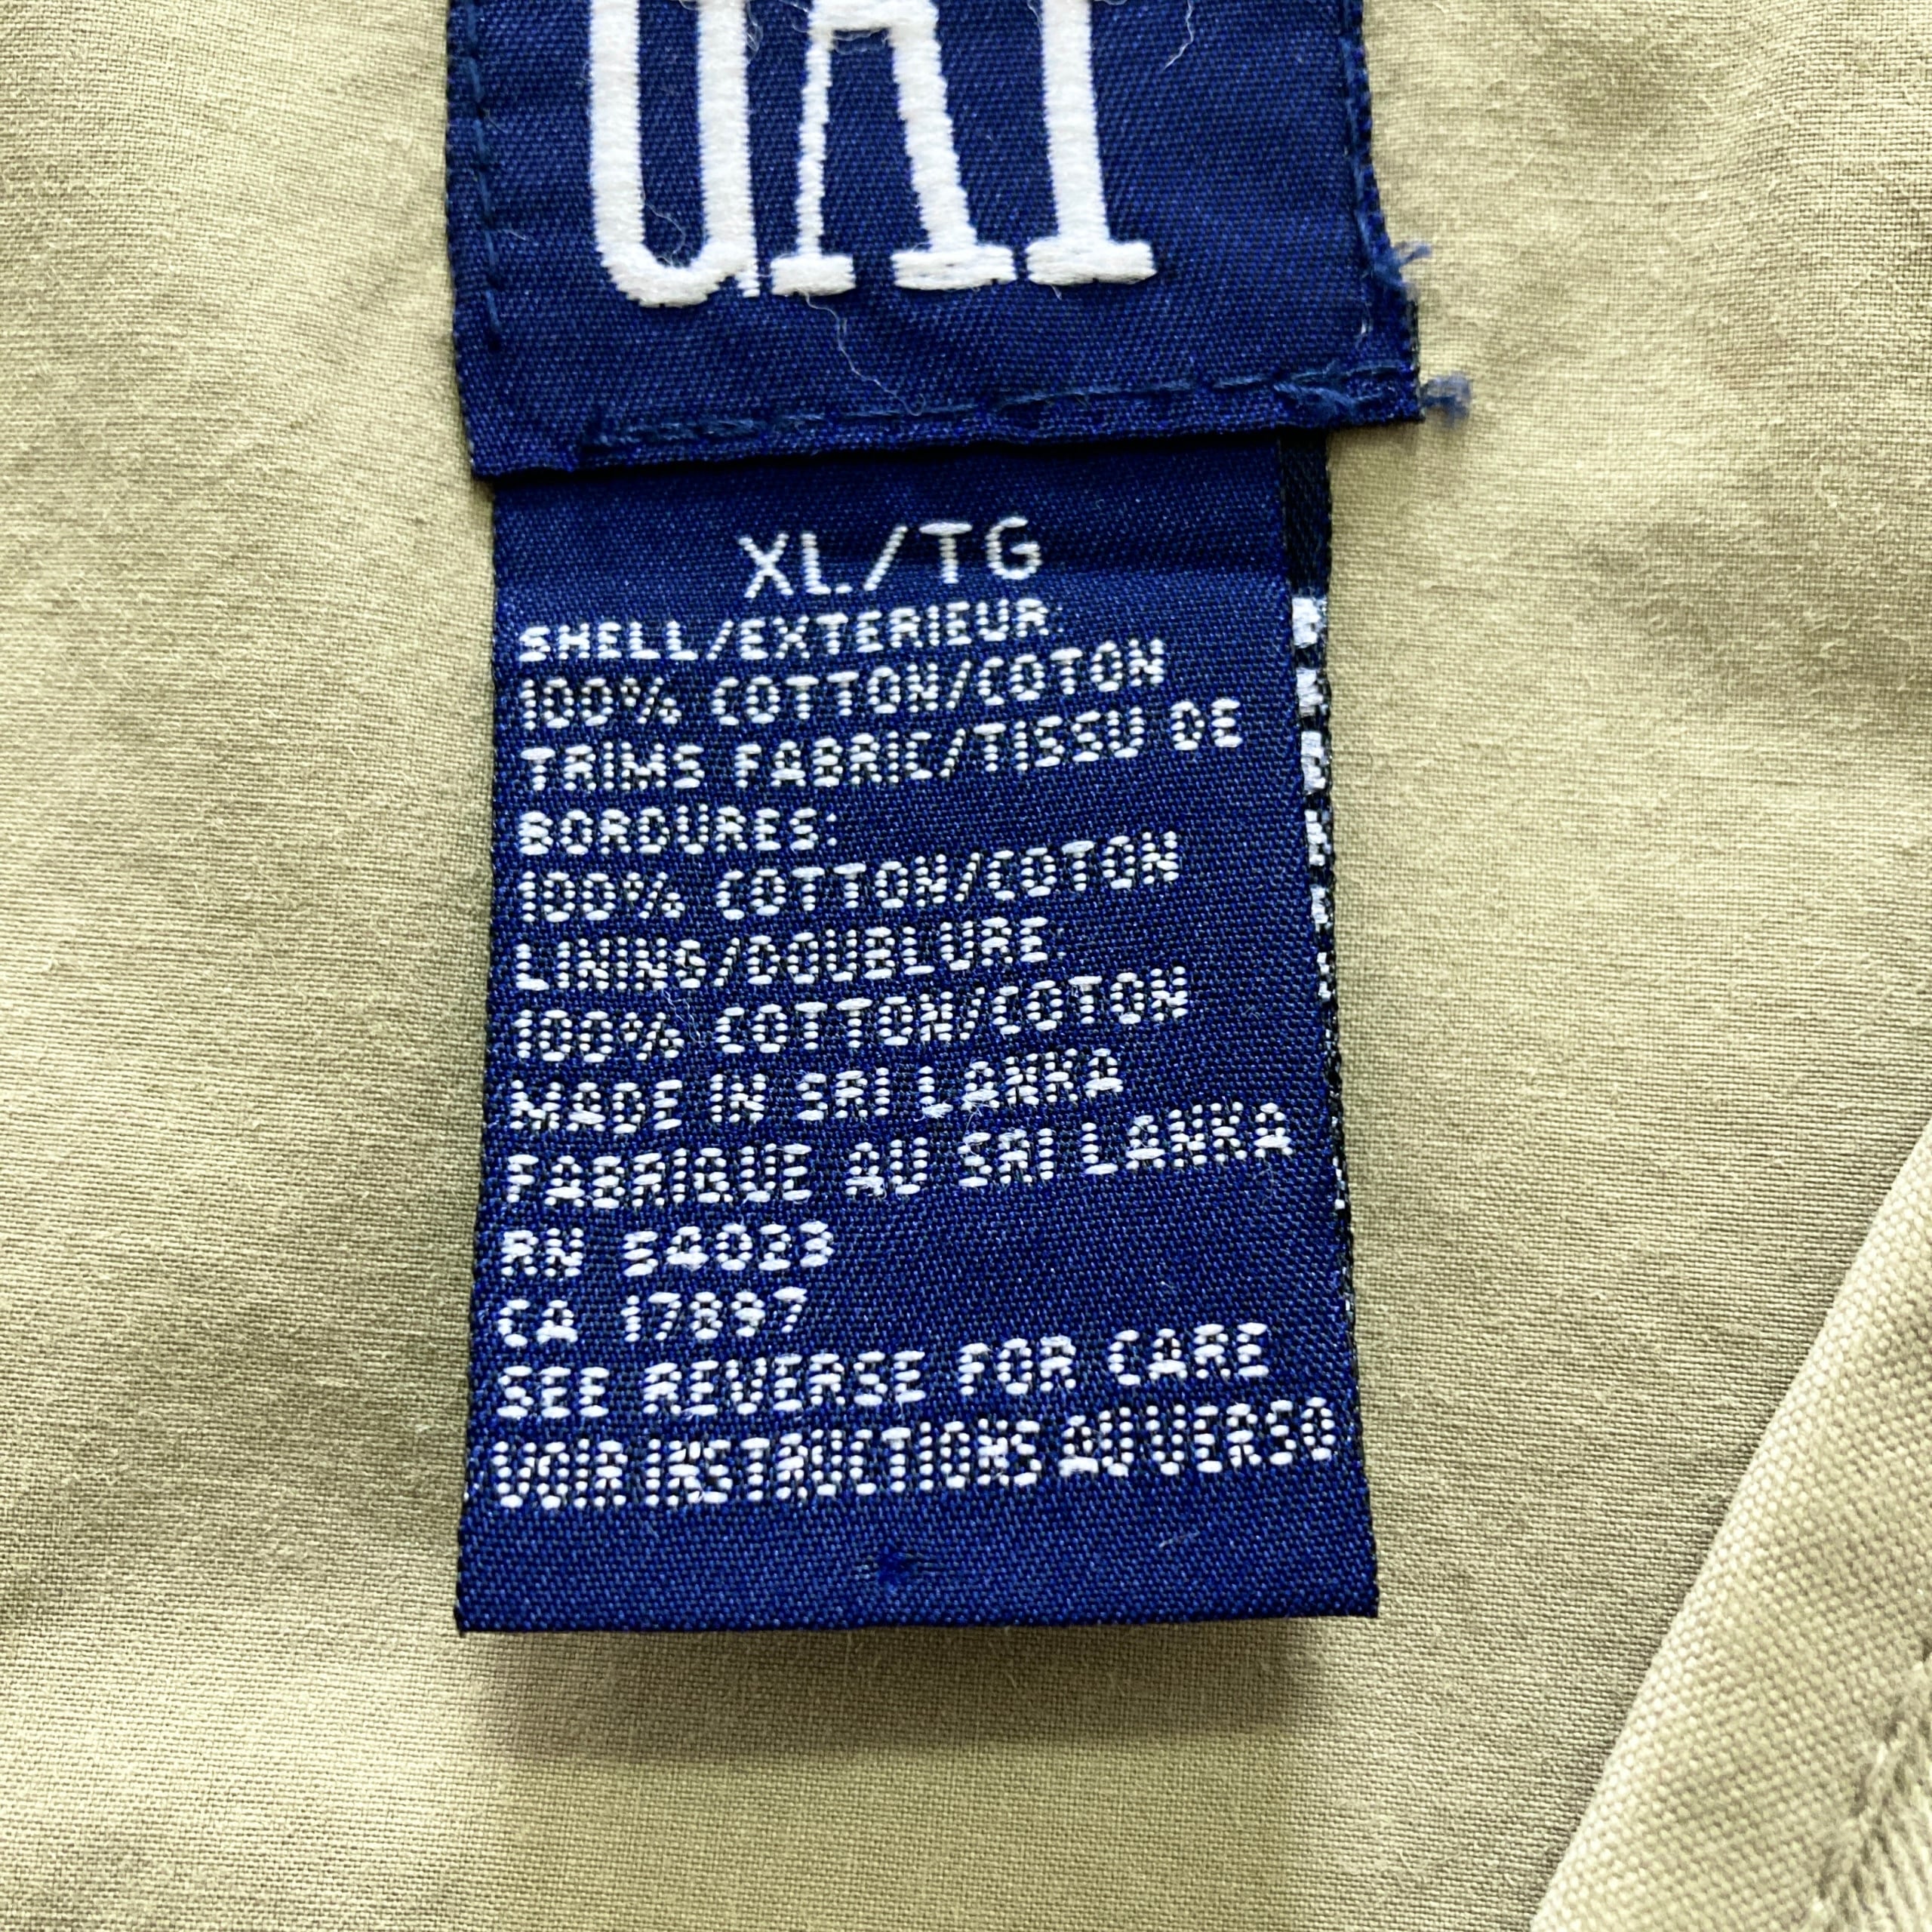 GAP
XL/TG
SHELL/EXTERIEUR:
100% COTTON/COTON
TRIMS FABRIC/TISSU DE
BORDURES:
100% COTTON/COTON
LINING/DOUBLURE:
100% COTTON/COTON
MADE IN SRI LANKA
FABRIQUE AU SRI LANKA
RN 54023
CA 17897
SEE REVERSE FOR CARE
VOIR INSTRUCTIONS AU VERSO